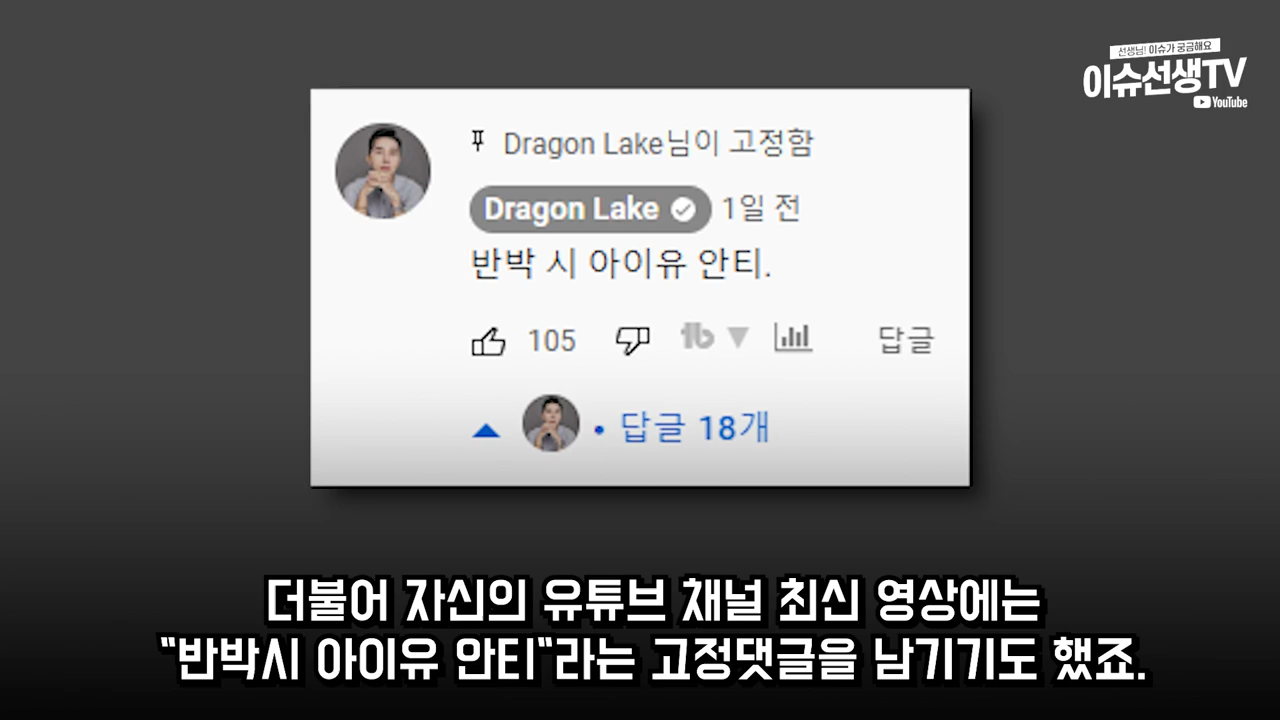 선생님! 이슈가 궁금해요
이슈선생TV
YouTube
Dragon Lake님이 고정함
Dragon Lake 1일 전
반박 시 아이유 안티.
105 답글
답글 18개
더불어 자신의 유튜브 채널 최신 영상에는
"반박시 아이유 안티"라는 고정댓글을 남기기도 했죠.